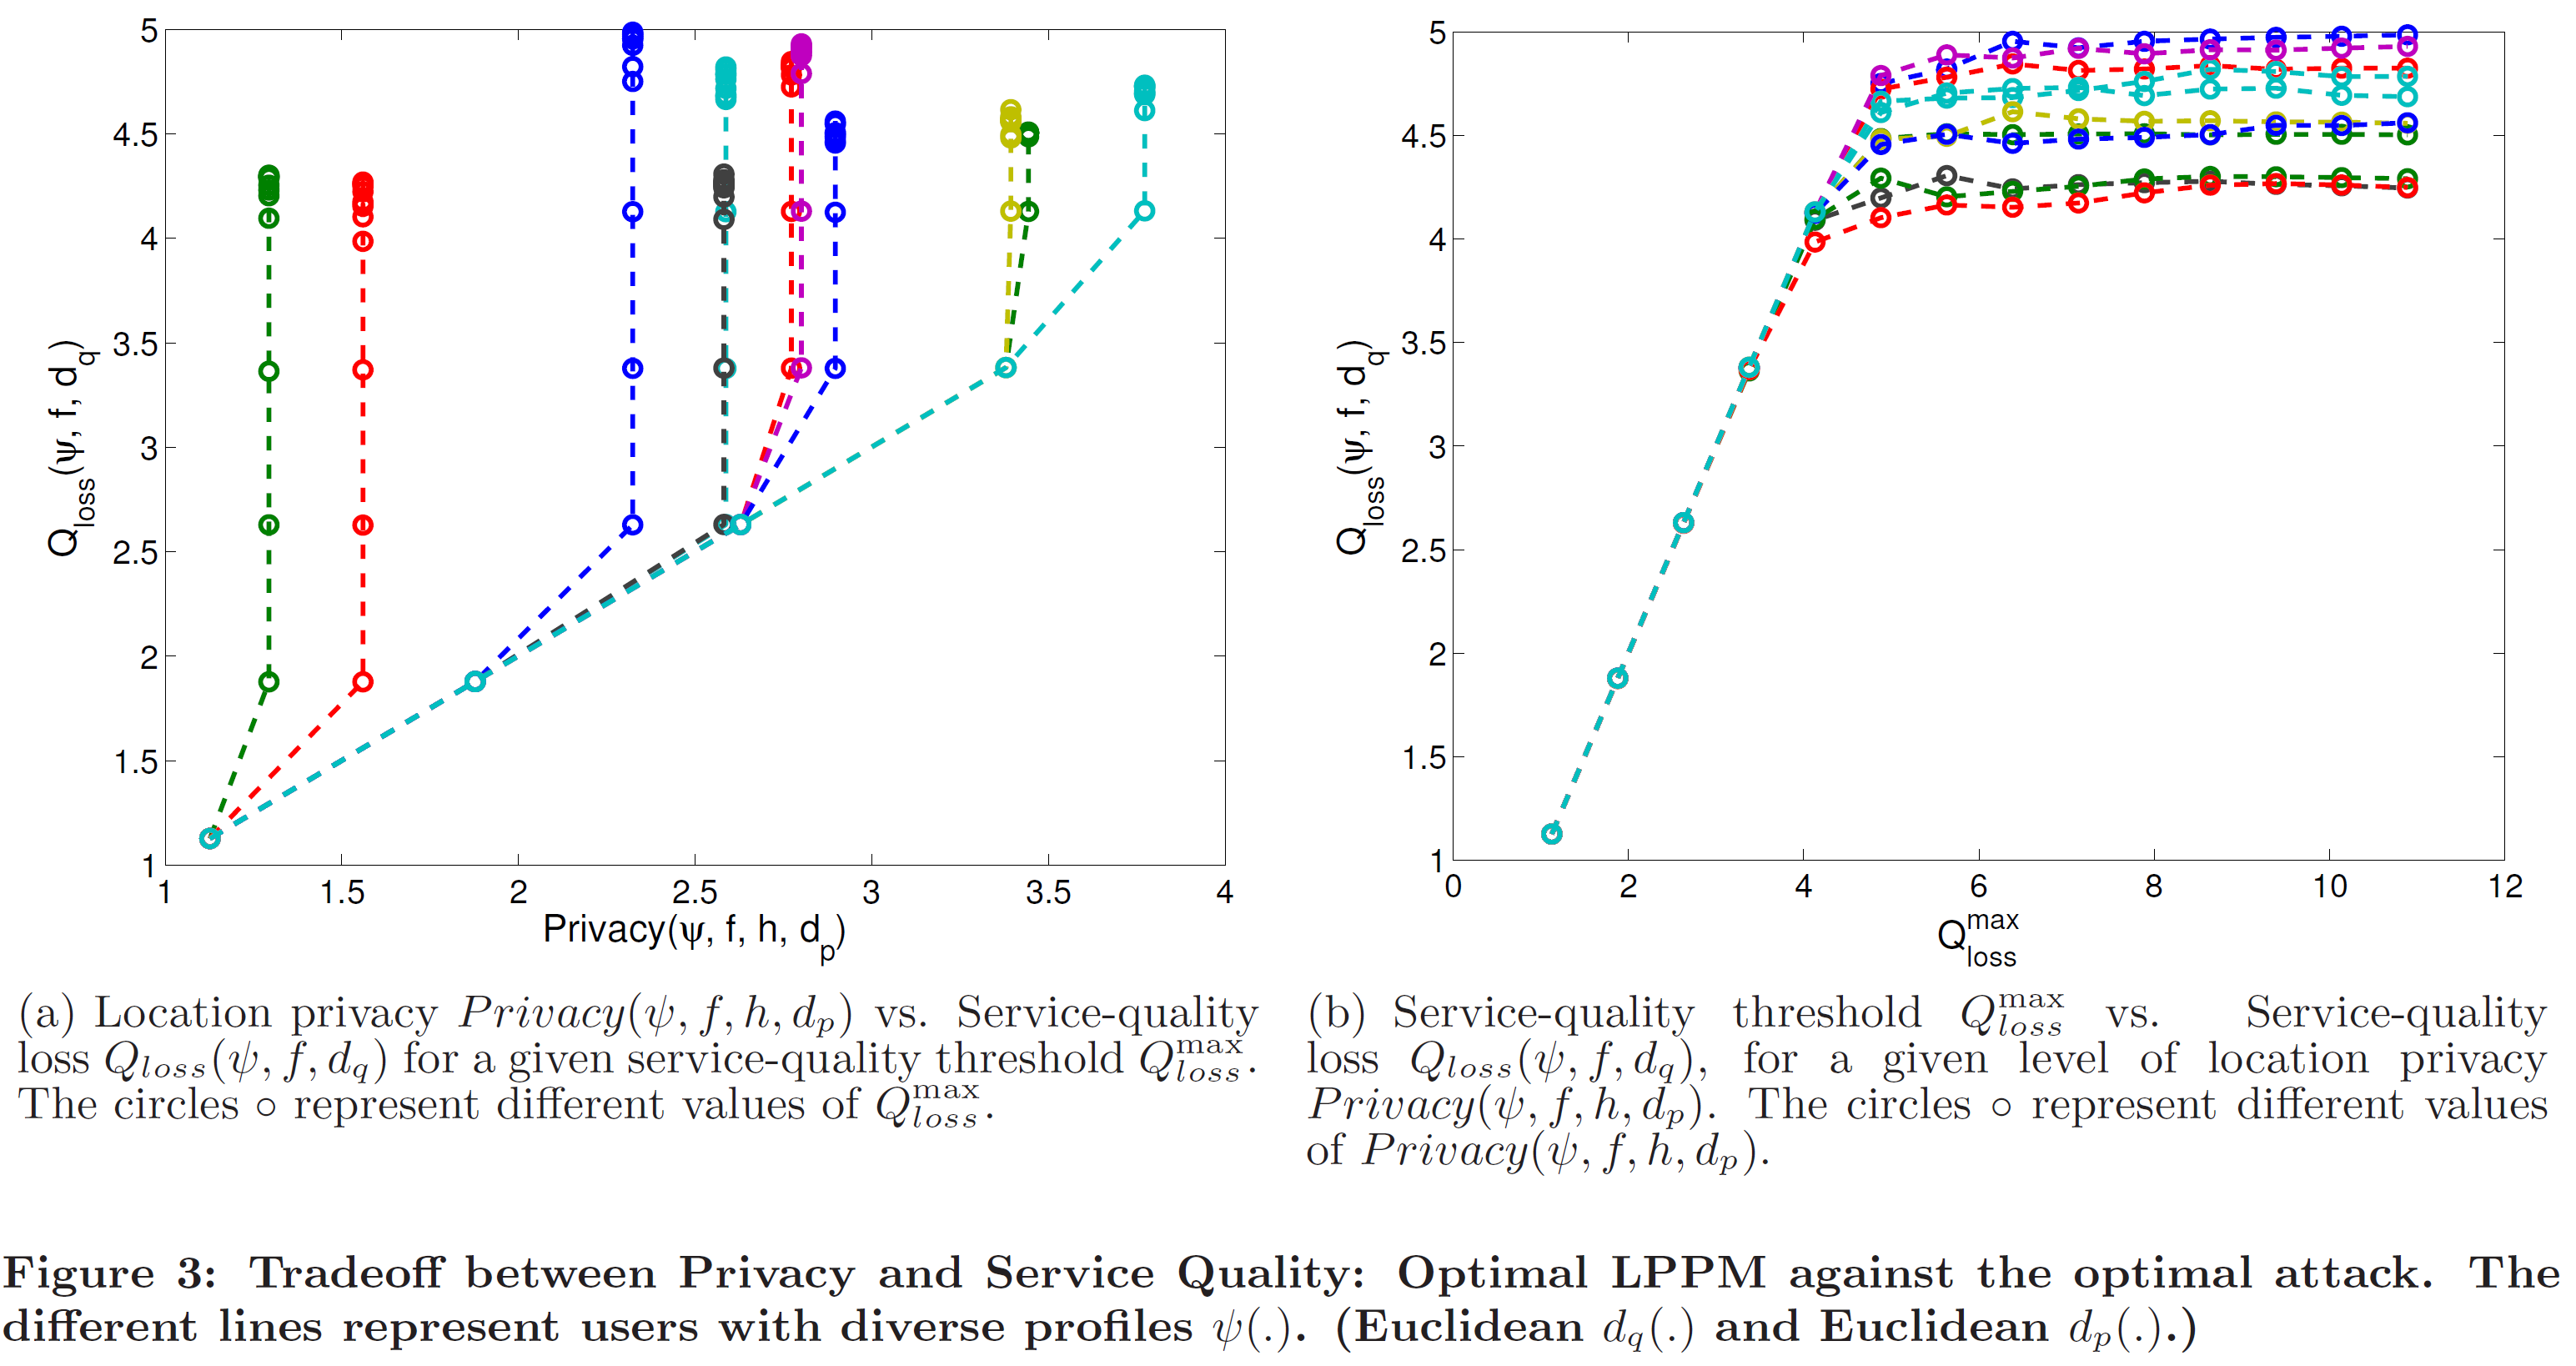 5
4.5
4
3.5
3
2.5
2
1.5
1
Q_loss(ψ, f, d_q)
1 1.5 2 2.5 3 3.5 4
Privacy(ψ, f, h, d_p)
5
4.5
4
3.5
3
2.5
2
1.5
1
Q_loss(ψ, f, d_q)
0 2 4 6 8 10 12
Q_loss^max
(a) Location privacy Privacy(ψ, f, h, d_p) vs. Service-quality
loss Q_loss(ψ, f, d_q) for a given service-quality threshold Q_loss^max.
The circles ○ represent different values of Q_loss^max.
(b) Service-quality threshold Q_loss^max vs. Service-quality
loss Q_loss(ψ, f, d_q), for a given level of location privacy
Privacy(ψ, f, h, d_p). The circles ○ represent different values
of Privacy(ψ, f, h, d_p).
Figure 3: Tradeoff between Privacy and Service Quality: Optimal LPPM against the optimal attack. The
different lines represent users with diverse profiles ψ(.). (Euclidean d_q(.) and Euclidean d_p(.).)